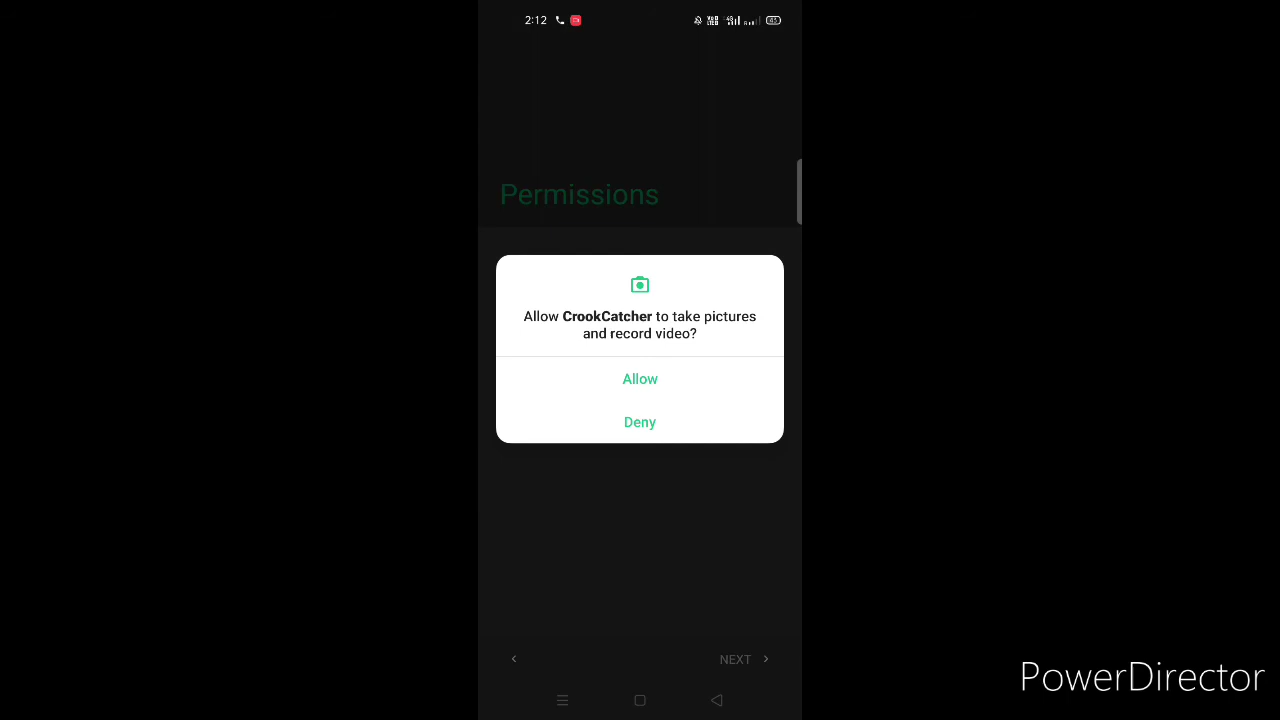 2:12
Permissions
Allow CrookCatcher to take pictures
and record video?
Allow
Deny
NEXT
PowerDirector